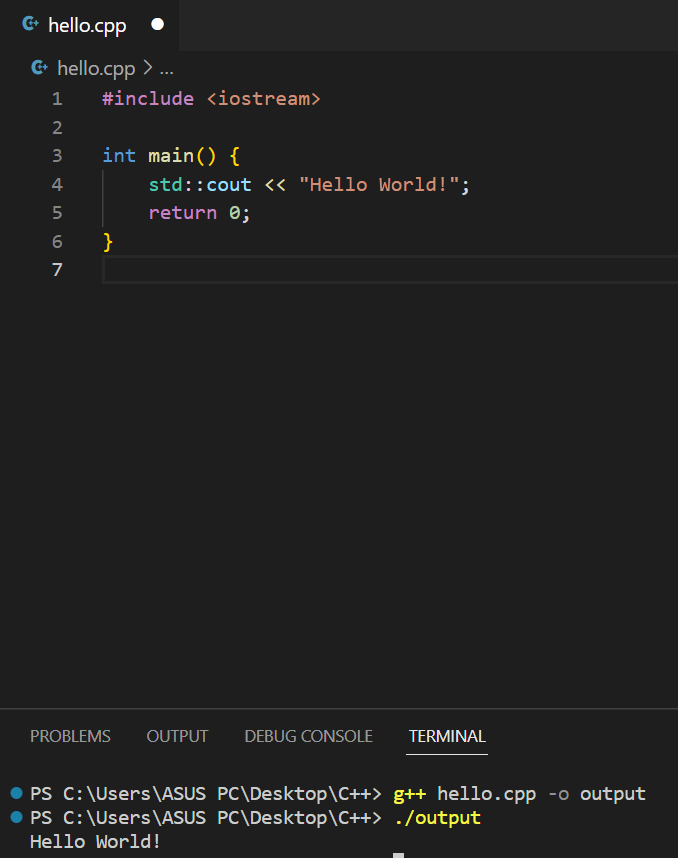 hello.cpp
hello.cpp > ...
1 #include <iostream>
2
3 int main() {
4     std::cout << "Hello World!";
5     return 0;
6 }
7
PROBLEMS OUTPUT DEBUG CONSOLE TERMINAL
PS C:\Users\ASUS PC\Desktop\C++> g++ hello.cpp -o output
PS C:\Users\ASUS PC\Desktop\C++> ./output
Hello World!